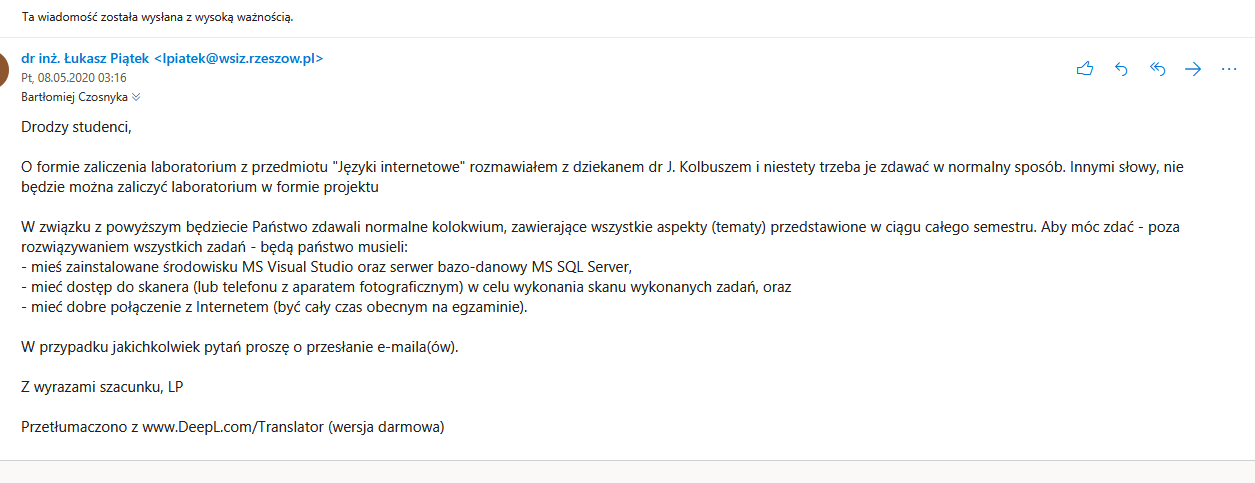 Ta wiadomość została wysłana z wysoką ważnością.
dr inż. Łukasz Piątek <lpiatek@wsiz.rzeszow.pl>
Pt, 08.05.2020 03:16
Bartłomiej Czosnyka
Drodzy studenci,
O formie zaliczenia laboratorium z przedmiotu "Języki internetowe" rozmawiałem z dziekanem dr J. Kolbuszem i niestety trzeba je zdawać w normalny sposób. Innymi słowy, nie
będzie można zaliczyć laboratorium w formie projektu
W związku z powyższym będziecie Państwo zdawali normalne kolokwium, zawierające wszystkie aspekty (tematy) przedstawione w ciągu całego semestru. Aby móc zdać - poza
rozwiązywaniem wszystkich zadań - będą państwo musieli:
- mieś zainstalowane środowisku MS Visual Studio oraz serwer bazo-danowy MS SQL Server,
- mieć dostęp do skanera (lub telefonu z aparatem fotograficznym) w celu wykonania skanu wykonanych zadań, oraz
- mieć dobre połączenie z Internetem (być cały czas obecnym na egzaminie).
W przypadku jakichkolwiek pytań proszę o przesłanie e-maila(ów).
Z wyrazami szacunku, LP
Przetłumaczono z www.DeepL.com/Translator (wersja darmowa)